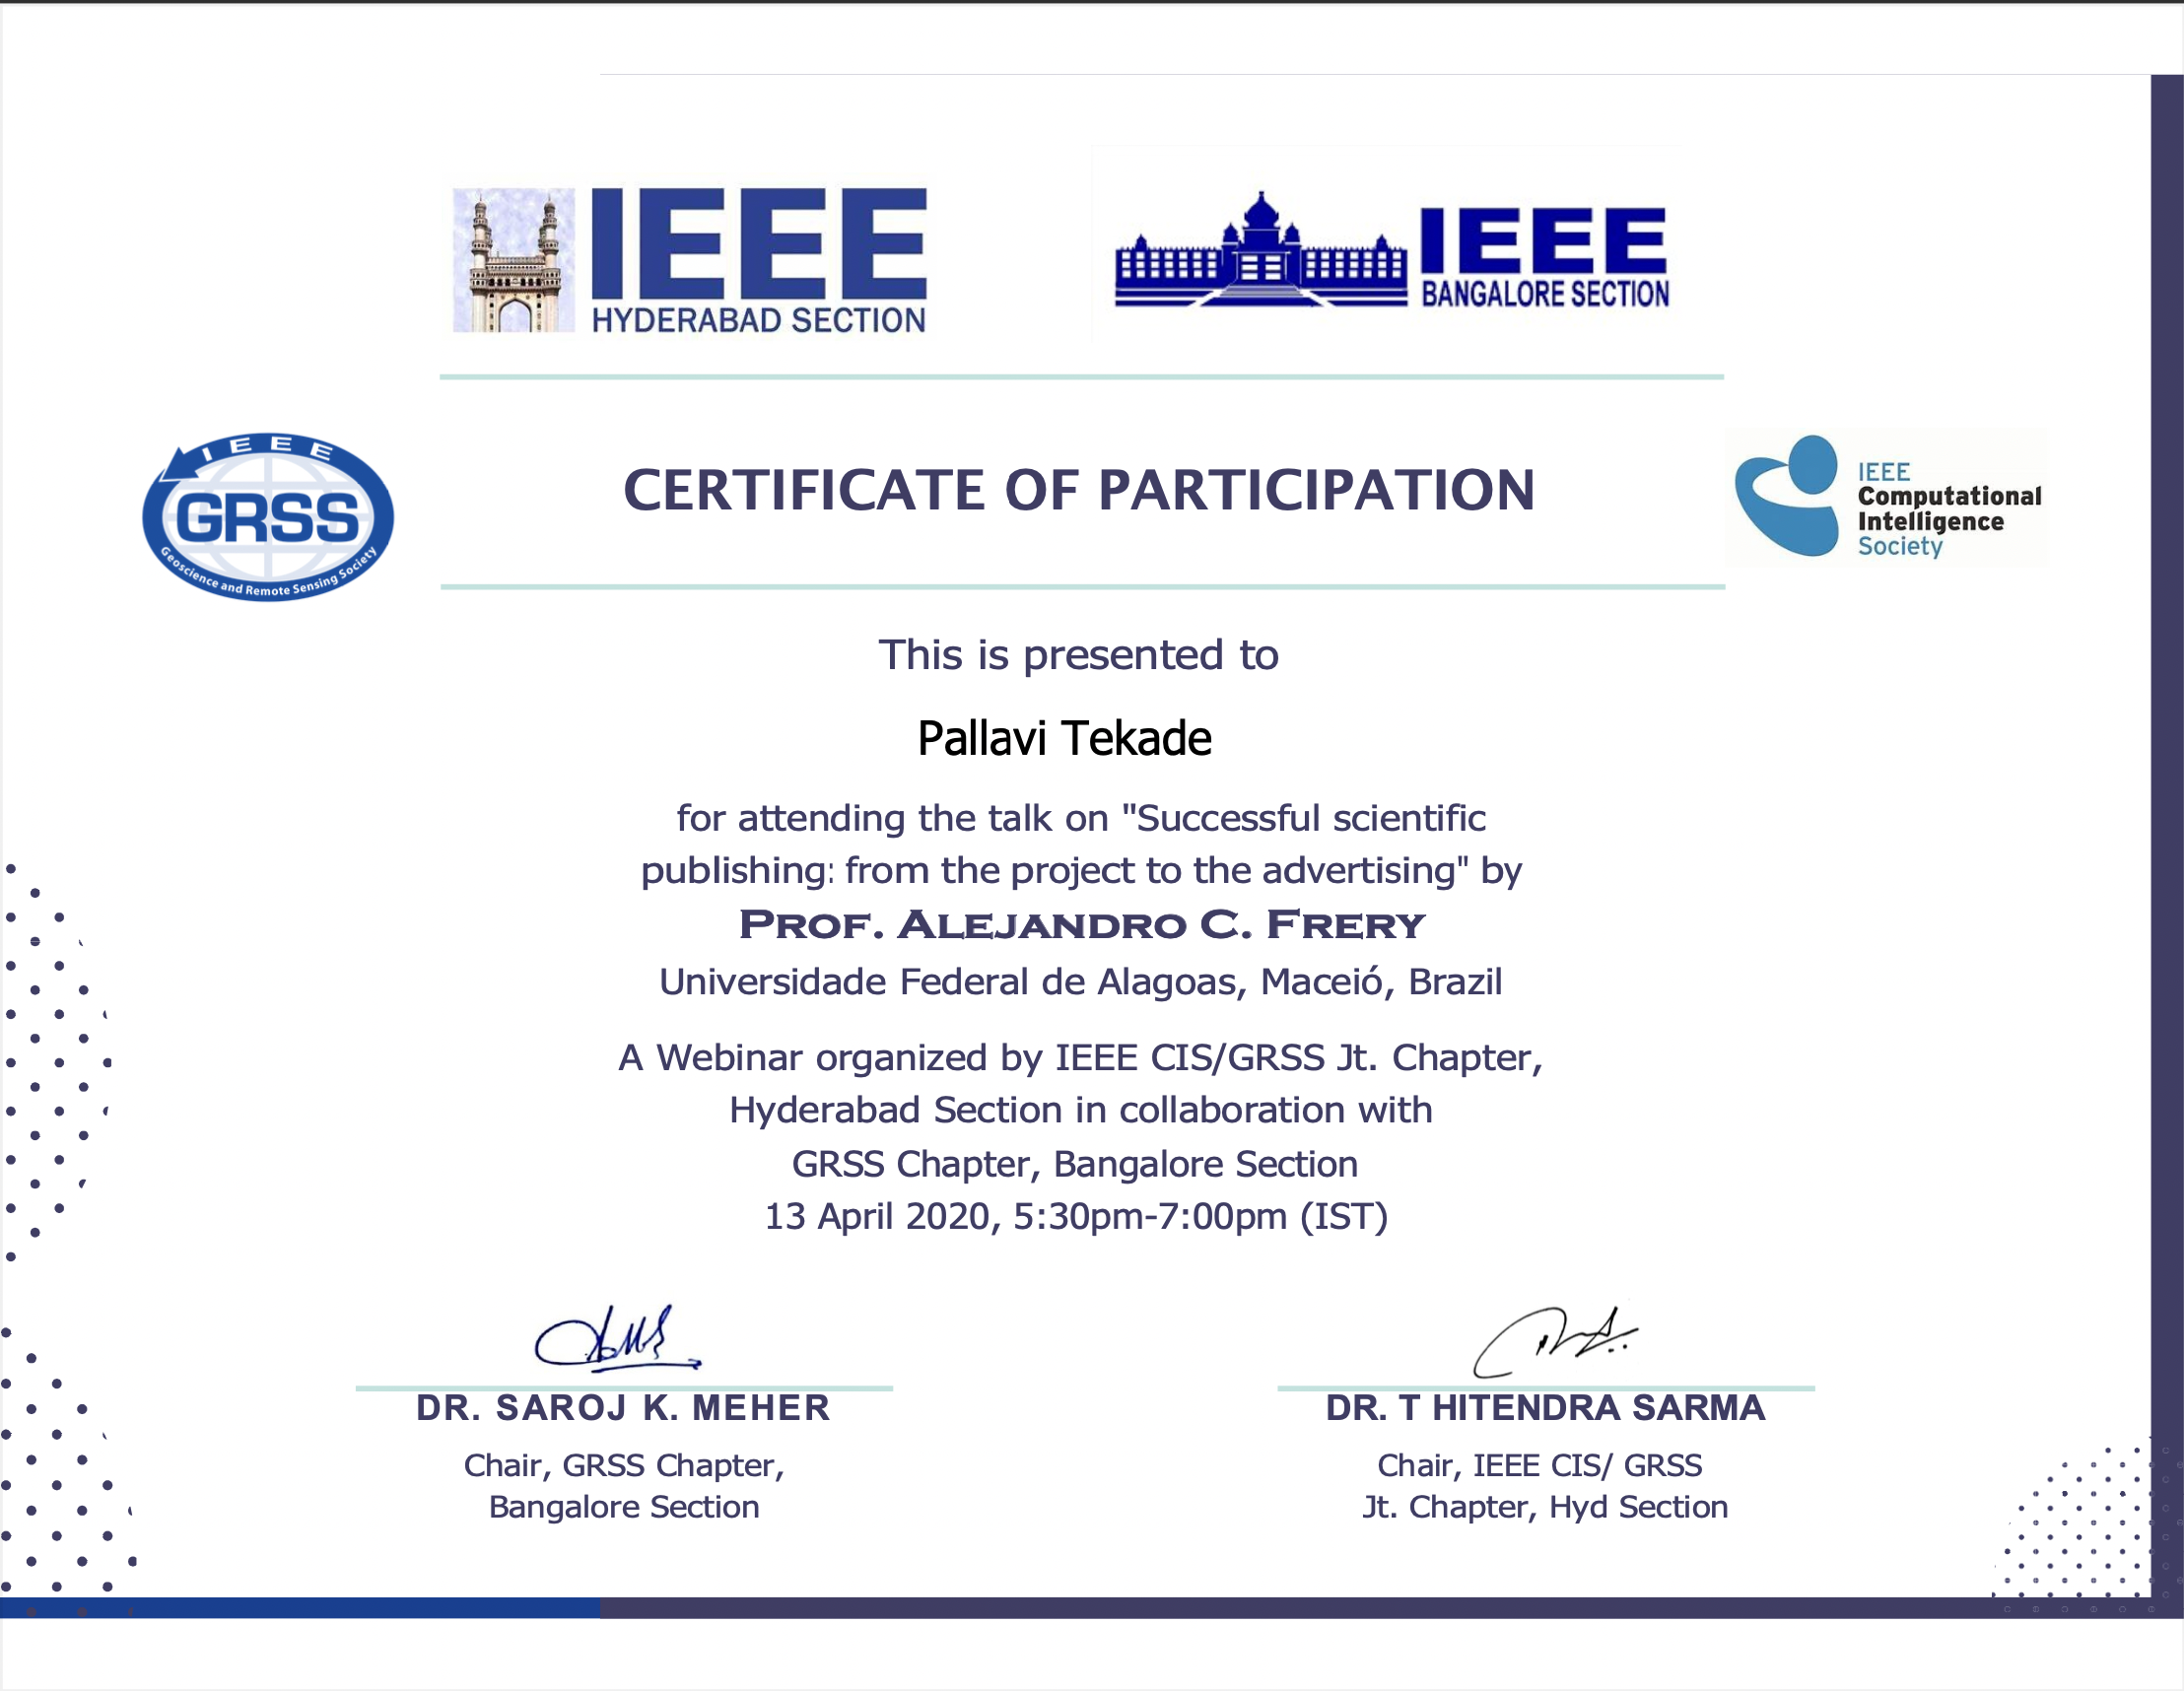 IEEE
HYDERABAD SECTION
IEEE
BANGALORE SECTION
IEEE
GRSS
Geoscience and Remote Sensing Society
CERTIFICATE OF PARTICIPATION
IEEE
Computational
Intelligence
Society
This is presented to
Pallavi Tekade
for attending the talk on "Successful scientific
publishing: from the project to the advertising" by
PROF. ALEJANDRO C. FRERY
Universidade Federal de Alagoas, Maceió, Brazil
A Webinar organized by IEEE CIS/GRSS Jt. Chapter,
Hyderabad Section in collaboration with
GRSS Chapter, Bangalore Section
13 April 2020, 5:30pm-7:00pm (IST)
DR. SAROJ K. MEHER
Chair, GRSS Chapter,
Bangalore Section
DR. T HITENDRA SARMA
Chair, IEEE CIS/ GRSS
Jt. Chapter, Hyd Section